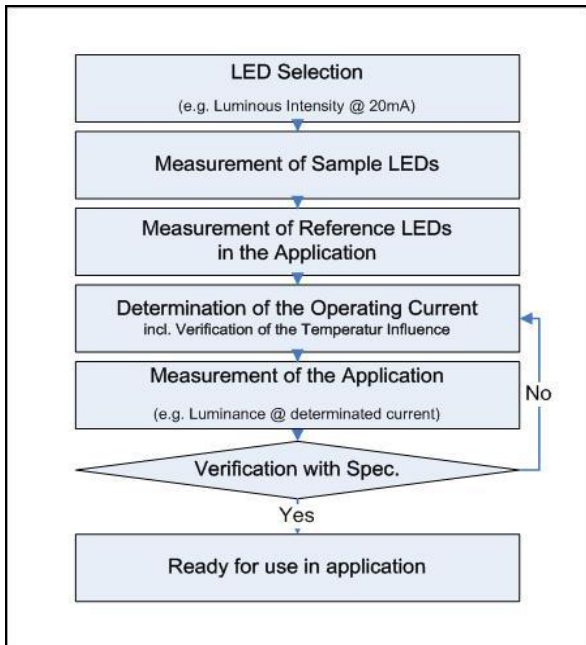 LED Selection
(e.g. Luminous Intensity @ 20mA)
Measurement of Sample LEDs
Measurement of Reference LEDs
in the Application
Determination of the Operating Current
incl. Verification of the Temperatur Influence
Measurement of the Application
(e.g. Luminance @ determinated current)
No
Verification with Spec.
Yes
Ready for use in application